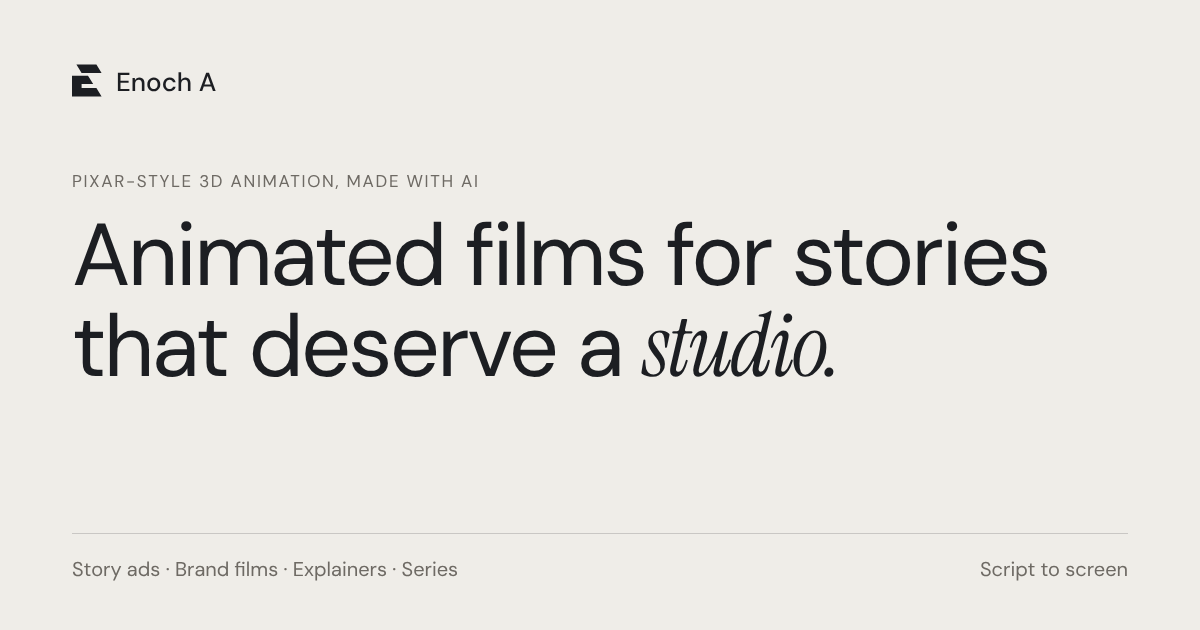 Enoch A
PIXAR-STYLE 3D ANIMATION, MADE WITH AI
Animated films for stories
that deserve a studio.
Story ads · Brand films · Explainers · Series
Script to screen